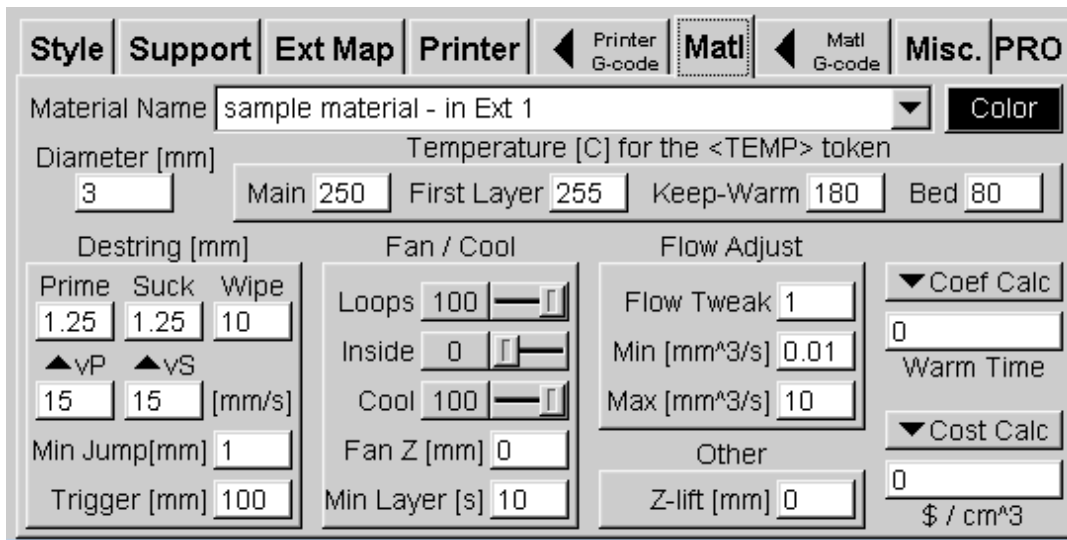 Style Support Ext Map Printer Printer G-code Matl Matl G-code Misc. PRO
Material Name sample material - in Ext 1 Color
Diameter [mm] Temperature [C] for the <TEMP> token
3 Main 250 First Layer 255 Keep-Warm 180 Bed 80
Destring [mm] Fan / Cool Flow Adjust
Prime Suck Wipe
1.25 1.25 10
vP vS
15 15 [mm/s]
Min Jump[mm] 1
Trigger [mm] 100
Loops 100
Inside 0
Cool 100
Fan Z [mm] 0
Min Layer [s] 10
Flow Tweak 1
Min [mm^3/s] 0.01
Max [mm^3/s] 10
Other
Z-lift [mm] 0
Coef Calc
0
Warm Time
Cost Calc
0
$ / cm^3